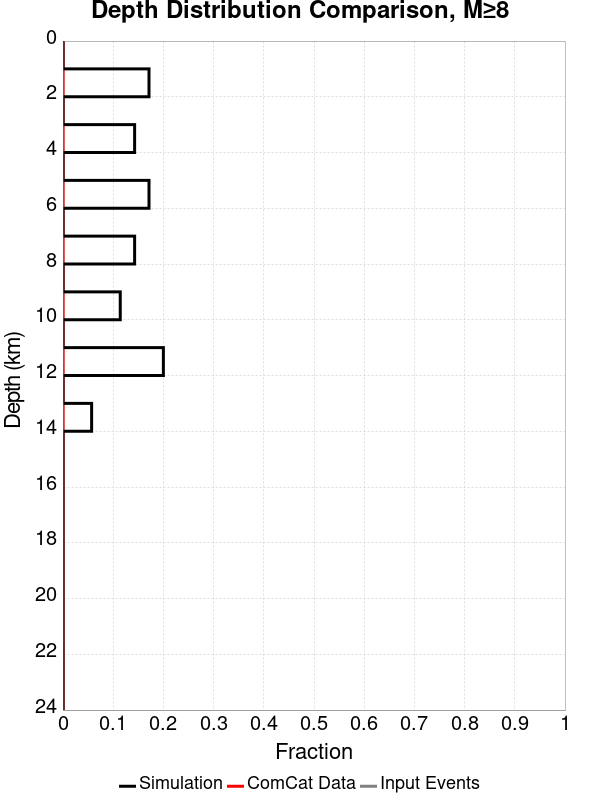 Depth Distribution Comparison, M≥8
0
2
4
6
8
10
12
14
16
18
20
22
24
Depth (km)
0 0.1 0.2 0.3 0.4 0.5 0.6 0.7 0.8 0.9 1
Fraction
Simulation ComCat Data Input Events